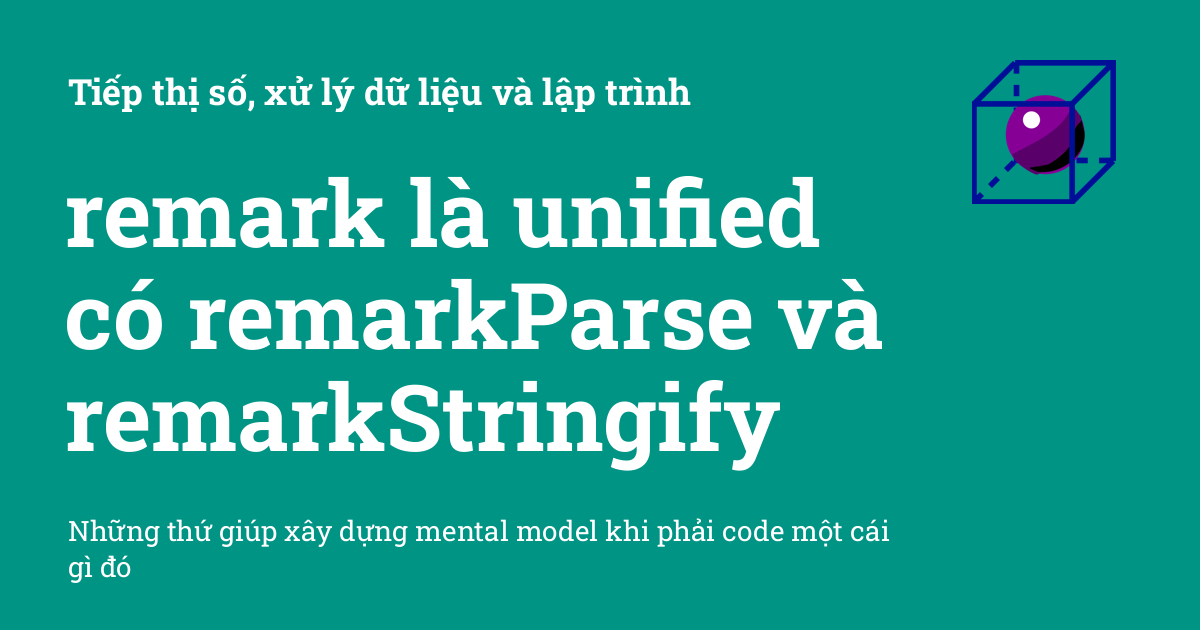 Tiếp thị số, xử lý dữ liệu và lập trình
remark là unified
có remarkParse và
remarkStringify
Những thứ giúp xây dựng mental model khi phải code một cái
gì đó